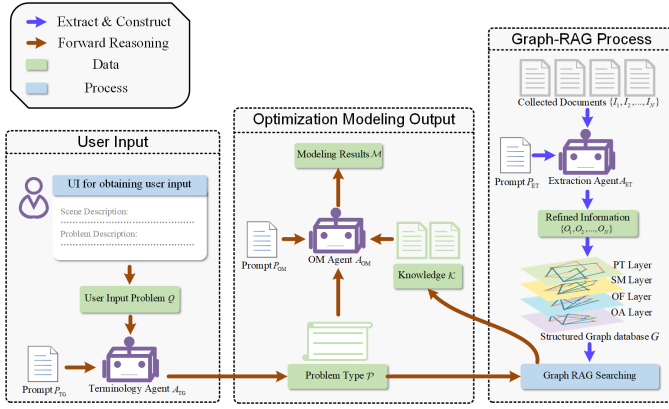 Extract & Construct
Forward Reasoning
Data
Process
User Input
UI for obtaining user input
Scene Description:
Problem Description:
User Input Problem Q
Prompt P_TG
Terminology Agent A_TG
Optimization Modeling Output
Modeling Results M
Prompt P_OM
OM Agent A_OM
Knowledge K
Problem Type P
Graph-RAG Process
Collected Documents {I_1, I_2,..., I_N}
Prompt P_ET
Extraction Agent A_ET
Refined Information
{O_1,O_2,...,O_N}
PT Layer
SM Layer
OF Layer
OA Layer
Structured Graph database G
Graph RAG Searching